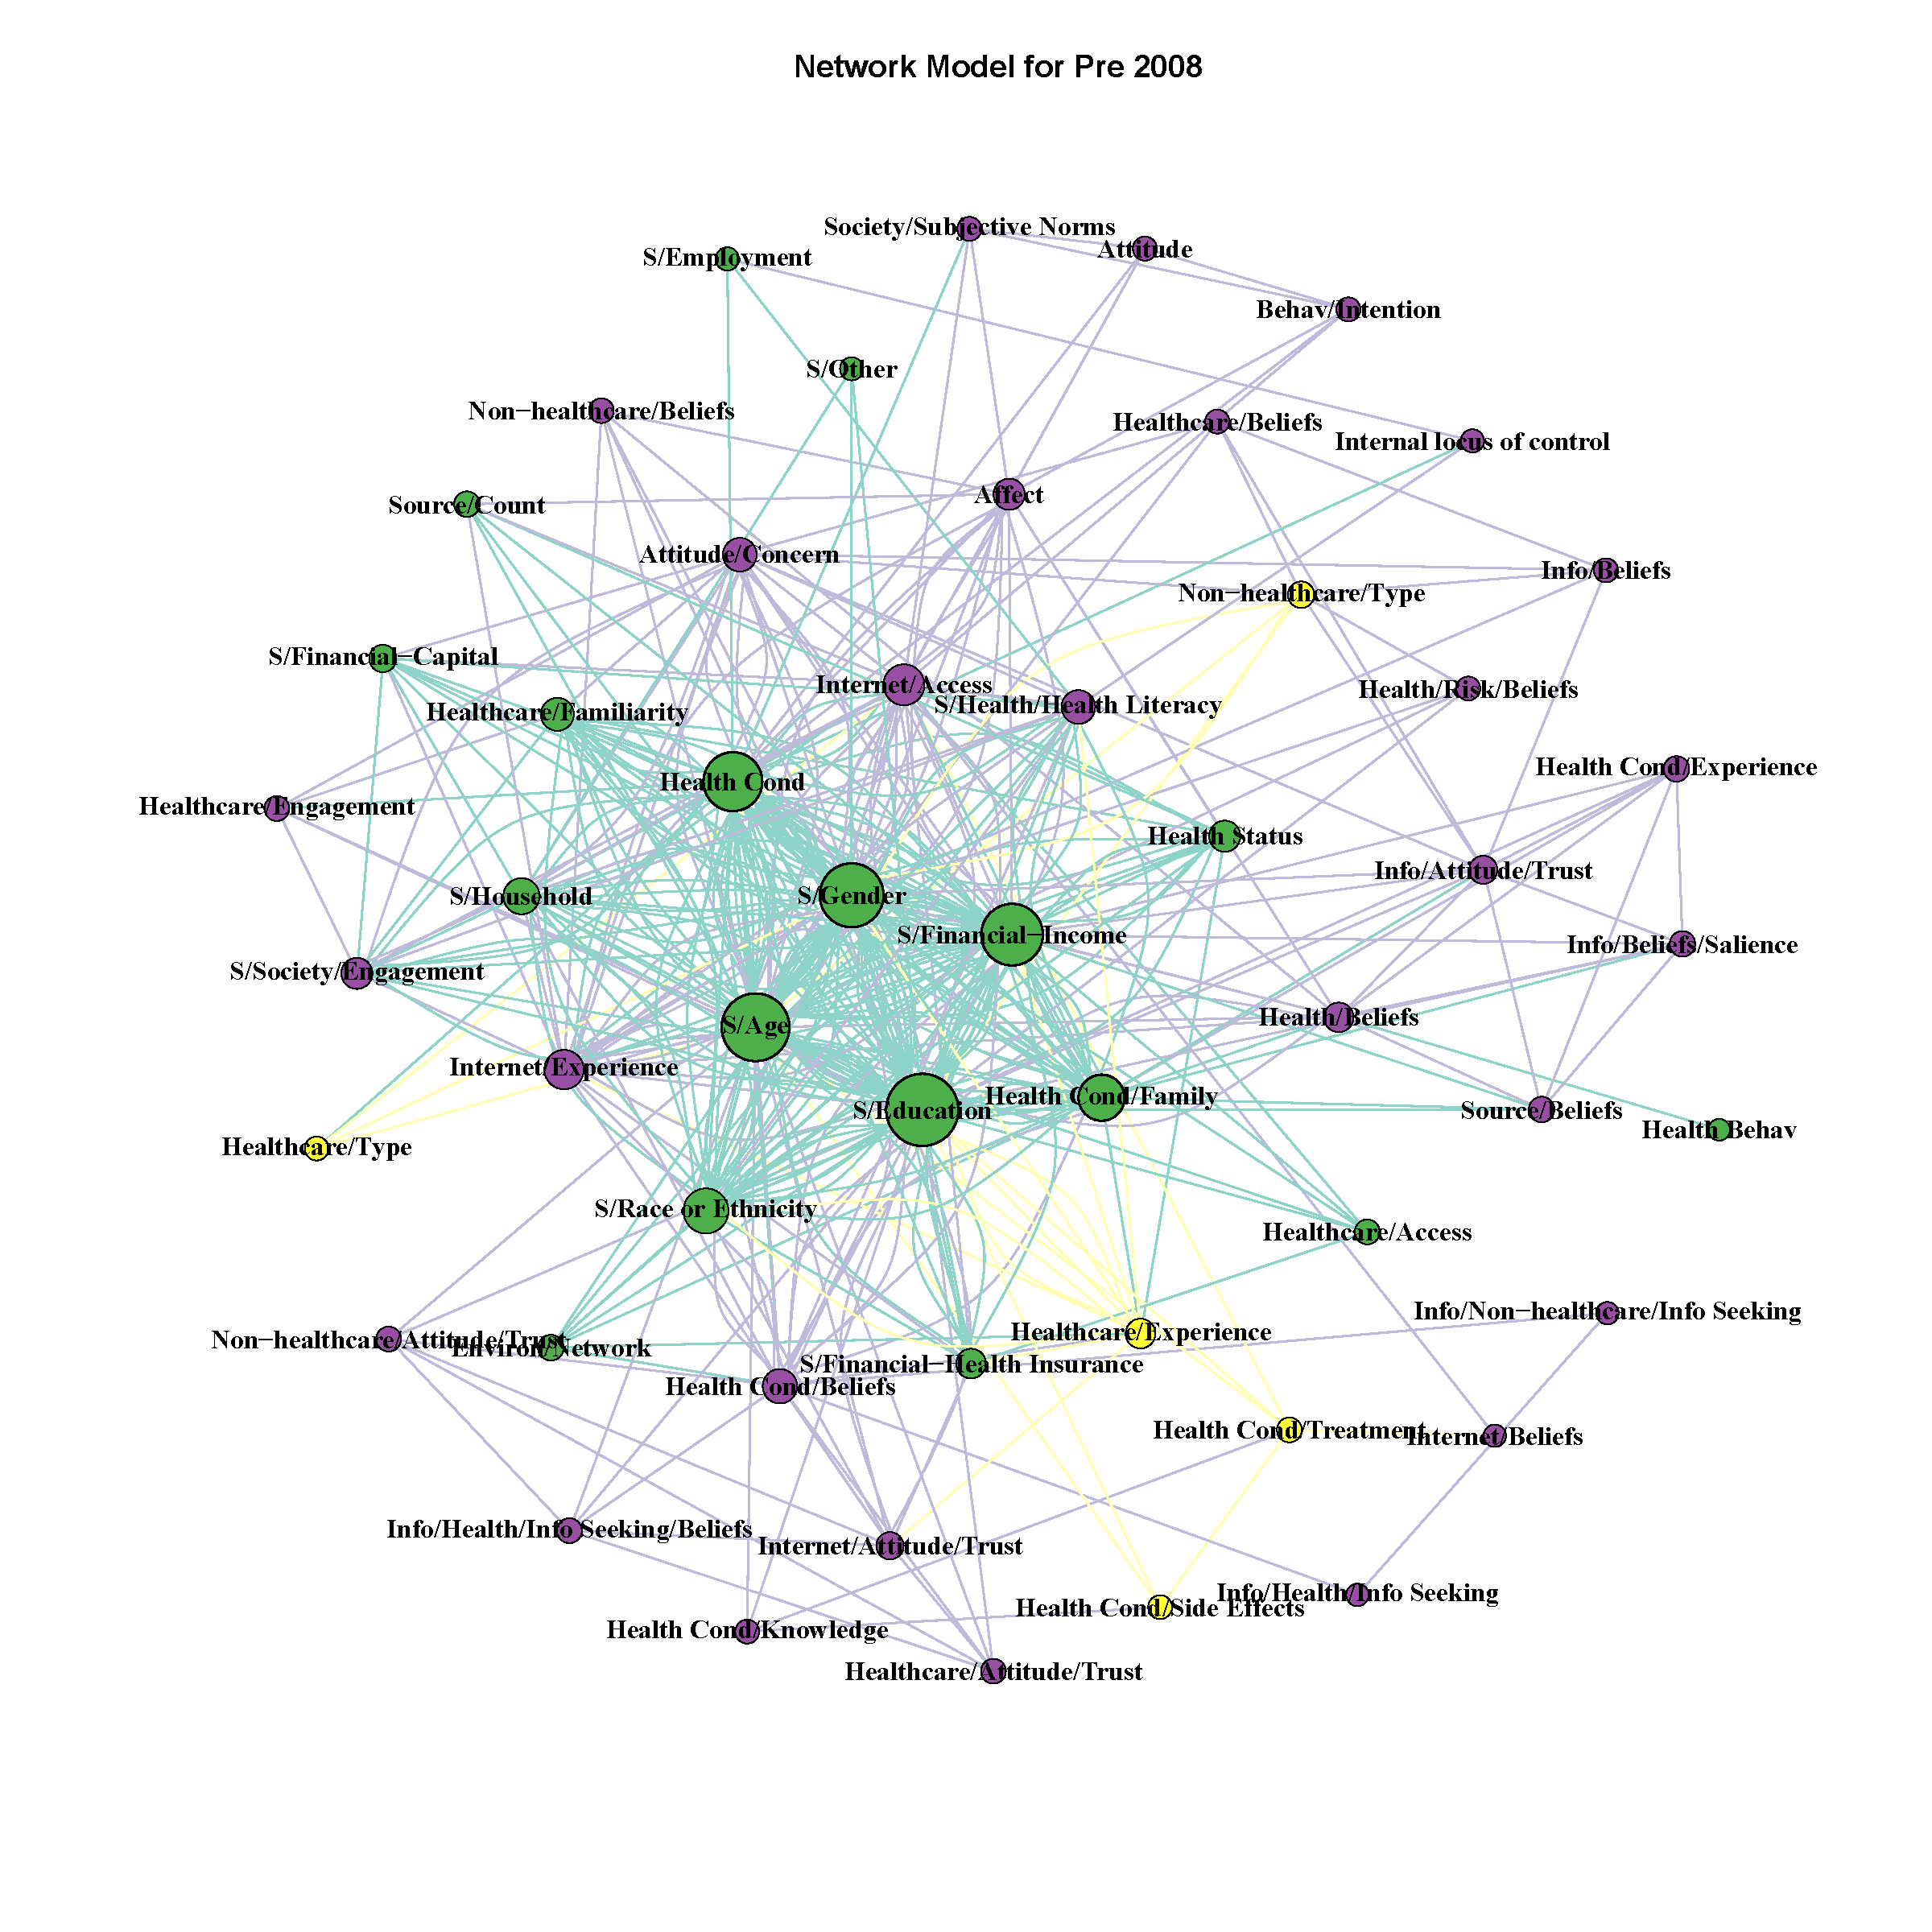 Network Model for Pre 2008
Society/Subjective Norms
Attitude
S/Employment
Behav/Intention
S/Other
Non−healthcare/Beliefs
Healthcare/Beliefs
Internal locus of control
Affect
Source/Count
Attitude/Concern
Info/Beliefs
Non−healthcare/Type
S/Financial−Capital
Internet/Access
Health/Risk/Beliefs
S/Health/Health Literacy
Healthcare/Familiarity
Health Cond/Experience
Health Cond
Healthcare/Engagement
Health Status
Info/Attitude/Trust
S/Household
S/Gender
S/Financial−Income
Info/Beliefs/Salience
S/Society/Engagement
Health/Beliefs
S/Age
Internet/Experience
Health Cond/Family
S/Education
Source/Beliefs
Health Behav
Healthcare/Type
S/Race or Ethnicity
Healthcare/Access
Info/Non−healthcare/Info Seeking
Healthcare/Experience
Non−healthcare/Attitude/Trust
Environ/Network
S/Financial−Health Insurance
Health Cond/Beliefs
Health Cond/Treatment
Internet/Beliefs
Info/Health/Info Seeking/Beliefs
Internet/Attitude/Trust
Info/Health/Info Seeking
Health Cond/Side Effects
Health Cond/Knowledge
Healthcare/Attitude/Trust